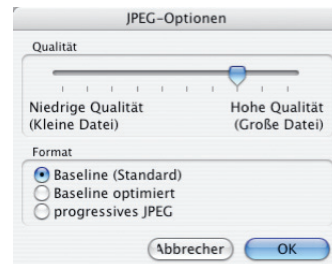 JPEG-Optionen
Qualität
Niedrige Qualität
(Kleine Datei)
Hohe Qualität
(Große Datei)
Format
Baseline (Standard)
Baseline optimiert
progressives JPEG
Abbrecher
OK